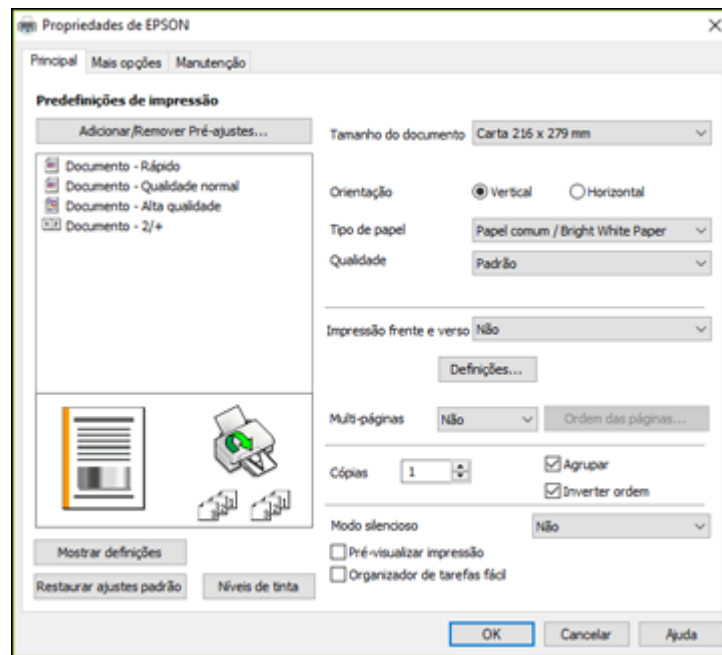 Propriedades de EPSON
Principal
Mais opções
Manutenção
Predefinições de impressão
Adicionar/Remover Pré-ajustes...
Documento - Rápido
Documento - Qualidade normal
Documento - Alta qualidade
Documento - 2/+
Mostrar definições
Restaurar ajustes padrão
Níveis de tinta
Tamanho do documento
Carta 216 x 279 mm
Orientação
Vertical
Horizontal
Tipo de papel
Papel comum / Bright White Paper
Qualidade
Padrão
Impressão frente e verso
Não
Definições...
Multi-páginas
Não
Ordem das páginas...
Cópias
1
Agrupar
Inverter ordem
Modo silencioso
Não
Pré-visualizar impressão
Organizador de tarefas fácil
OK
Cancelar
Ajuda